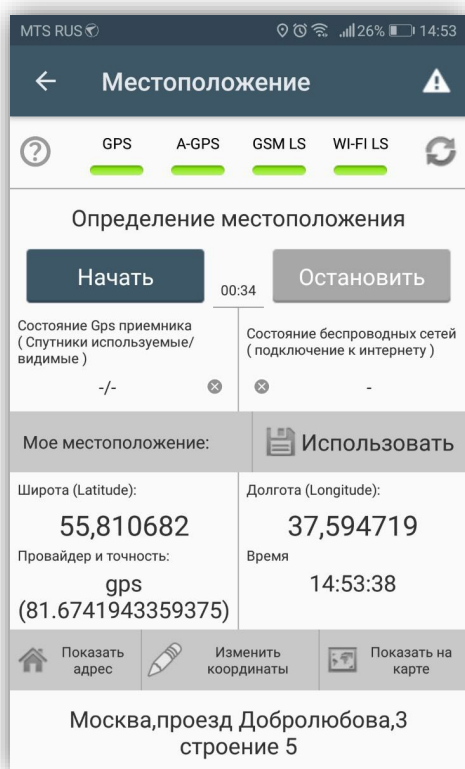 MTS RUS 26% 14:53
Местоположение
? GPS A-GPS GSM LS WI-FI LS
Определение местоположения
Начать 00:34 Остановить
Состояние Gps приемника
( Спутники используемые/
видимые )
-/-
Состояние беспроводных сетей
( подключение к интернету )
-
Мое местоположение: Использовать
Широта (Latitude):
55,810682
Долгота (Longitude):
37,594719
Провайдер и точность:
gps
(81.6741943359375)
Время
14:53:38
Показать
адрес
Изменить
координаты
Показать на
карте
Москва,проезд Добролюбова,3
строение 5